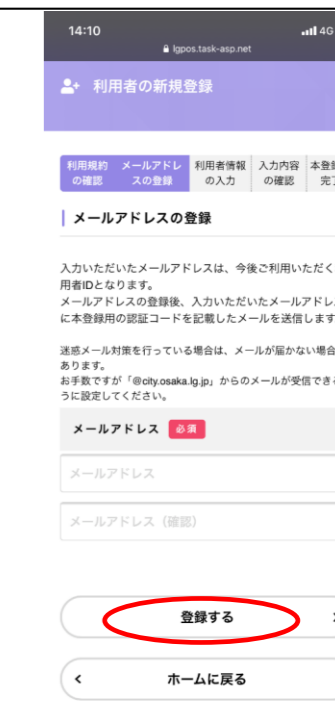 14:10
4G
lgpos.task-asp.net
利用者の新規登録
利用規約 メールアドレ 利用者情報 入力内容 本登録
の確認 スの登録 の入力 の確認 完了
メールアドレスの登録
入力いただいたメールアドレスは、今後ご利用いただく
用者IDとなります。
メールアドレスの登録後、入力いただいたメールアドレ
に本登録用の認証コードを記載したメールを送信します
迷惑メール対策を行っている場合は、メールが届かない場合
あります。
お手数ですが「@city.osaka.lg.jp」からのメールが受信でき
うに設定してください。
メールアドレス 必須
メールアドレス
メールアドレス（確認）
登録する
ホームに戻る